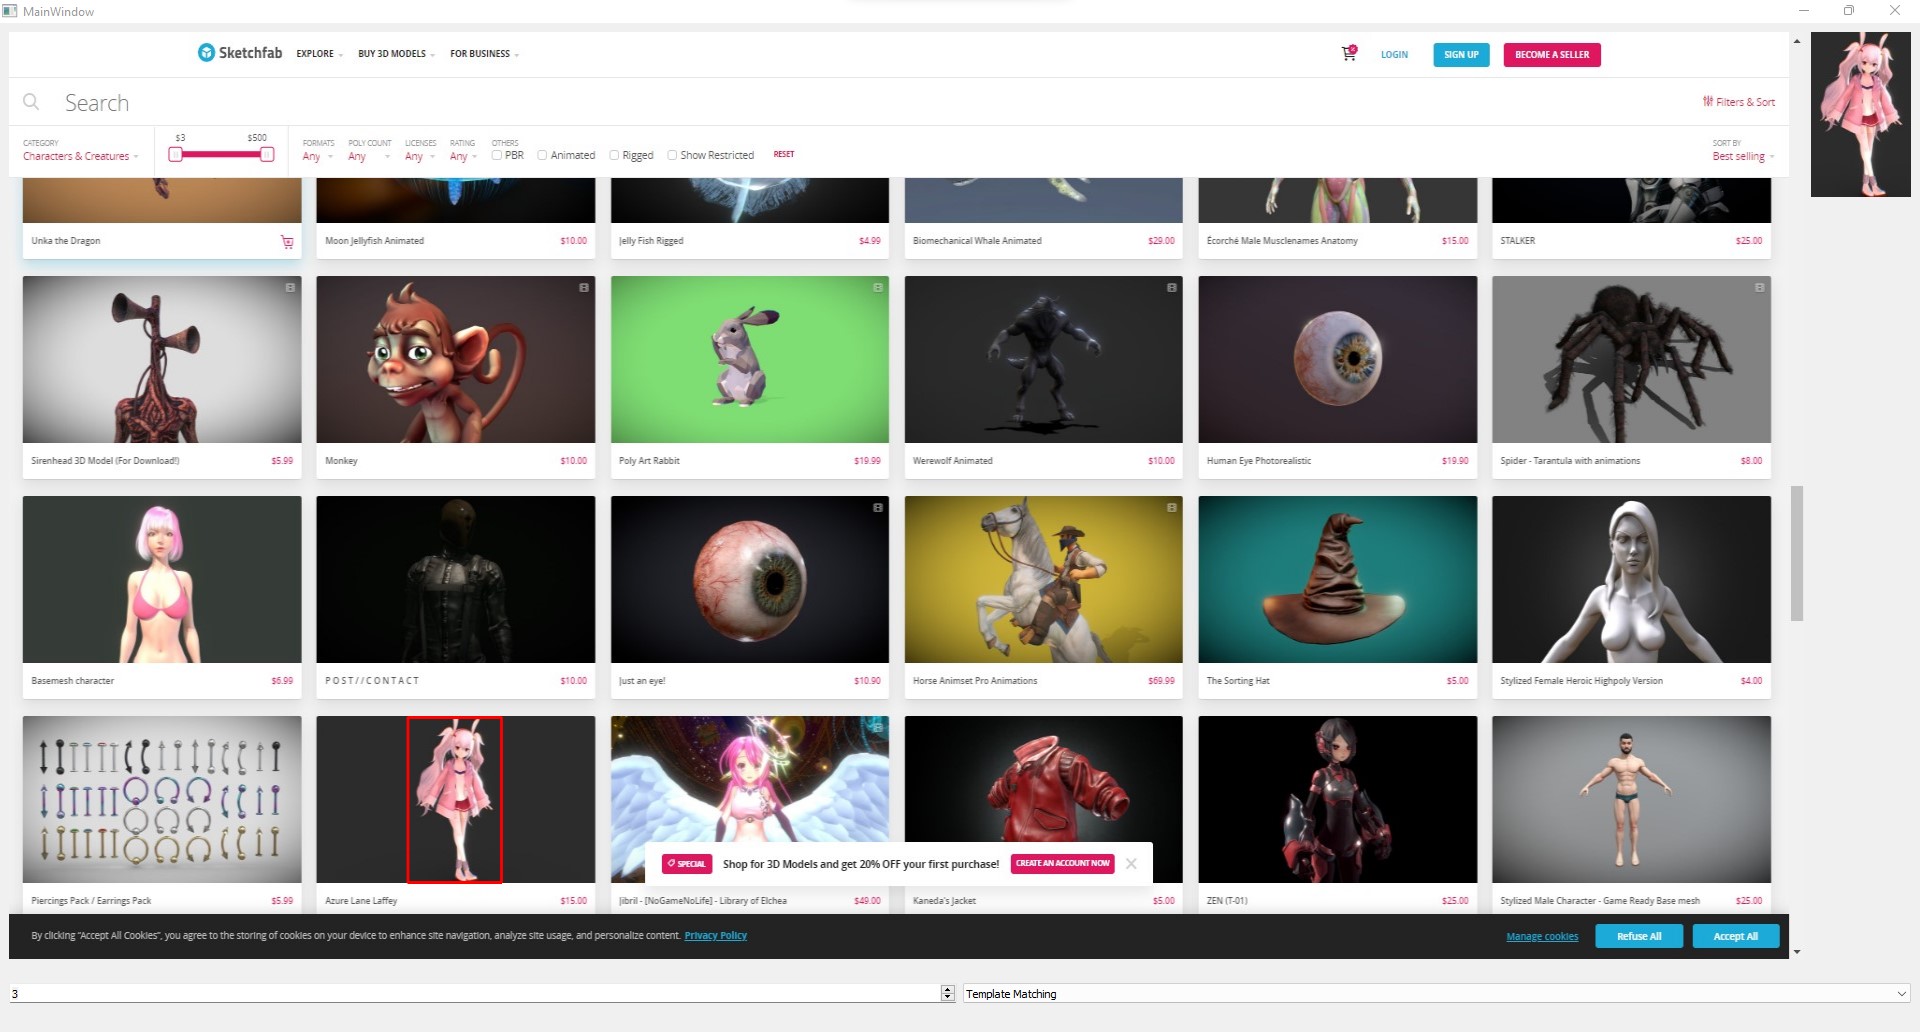 MainWindow
Sketchfab EXPLORE BUY 3D MODELS FOR BUSINESS LOGIN SIGN UP BECOME A SELLER
Search Filters & Sort
$3 $500
CATEGORY FORMATS POLY COUNT LICENSES RATING OTHERS SORT BY
Characters & Creatures Any Any Any Any PBR Animated Rigged Show Restricted RESET Best selling
Unka the Dragon Moon Jellyfish Animated $10.00 Jelly Fish Rigged $4.99 Biomechanical Whale Animated $29.00 Écorché Male Musclenames Anatomy $15.00 STALKER $25.00
Sirenhead 3D Model (For Download!) $5.99 Monkey $10.00 Poly Art Rabbit $19.99 Werewolf Animated $10.00 Human Eye Photorealistic $19.90 Spider - Tarantula with animations $8.00
Basemesh character $6.99 POST//CONTACT $10.00 Just an eye! $10.90 Horse Animset Pro Animations $69.99 The Sorting Hat $5.00 Stylized Female Heroic Highpoly Version $4.00
SPECIAL Shop for 3D Models and get 20% OFF your first purchase! CREATE AN ACCOUNT NOW
Piercings Pack / Earrings Pack $5.99 Azure Lane Laffey $15.00 Jibril - [NoGameNoLife] - Library of Elchea $49.00 Kaneda's Jacket $5.00 ZEN (T-01) $25.00 Stylized Male Character - Game Ready Base mesh $25.00
By clicking “Accept All Cookies”, you agree to the storing of cookies on your device to enhance site navigation, analyze site usage, and personalize content. Privacy Policy Manage cookies Refuse All Accept All
3 Template Matching